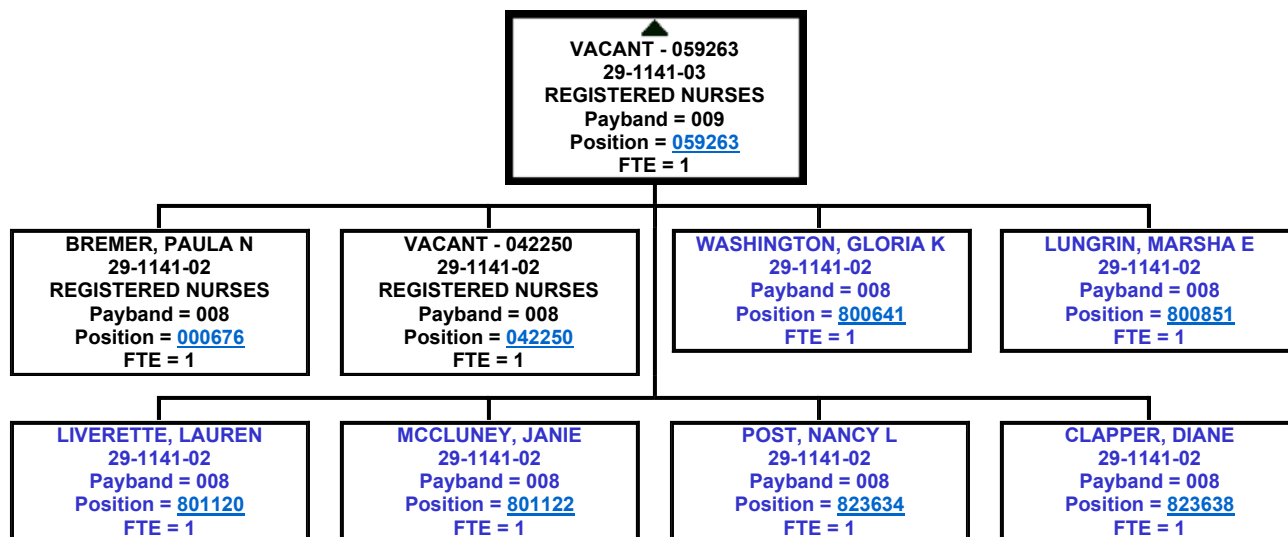 VACANT - 059263
29-1141-03
REGISTERED NURSES
Payband = 009
Position = 059263
FTE = 1
BREMER, PAULA N
29-1141-02
REGISTERED NURSES
Payband = 008
Position = 000676
FTE = 1
VACANT - 042250
29-1141-02
REGISTERED NURSES
Payband = 008
Position = 042250
FTE = 1
WASHINGTON, GLORIA K
29-1141-02
Payband = 008
Position = 800641
FTE = 1
LUNGRIN, MARSHA E
29-1141-02
Payband = 008
Position = 800851
FTE = 1
LIVERETTE, LAUREN
29-1141-02
Payband = 008
Position = 801120
FTE = 1
MCCLUNEY, JANIE
29-1141-02
Payband = 008
Position = 801122
FTE = 1
POST, NANCY L
29-1141-02
Payband = 008
Position = 823634
FTE = 1
CLAPPER, DIANE
29-1141-02
Payband = 008
Position = 823638
FTE = 1